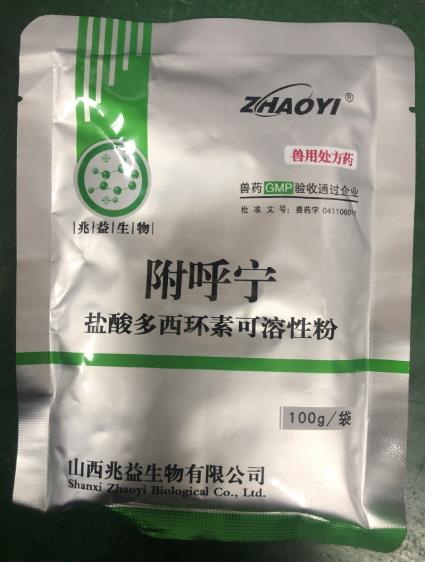 ZHAOYI®
兽用处方药
兽药GMP验收通过企业
批准文号：兽药字
兆益生物
附呼宁
盐酸多西环素可溶性粉
100g/袋
山西兆益生物有限公司
Shanxi Zhaoyi Biological Co., Ltd.